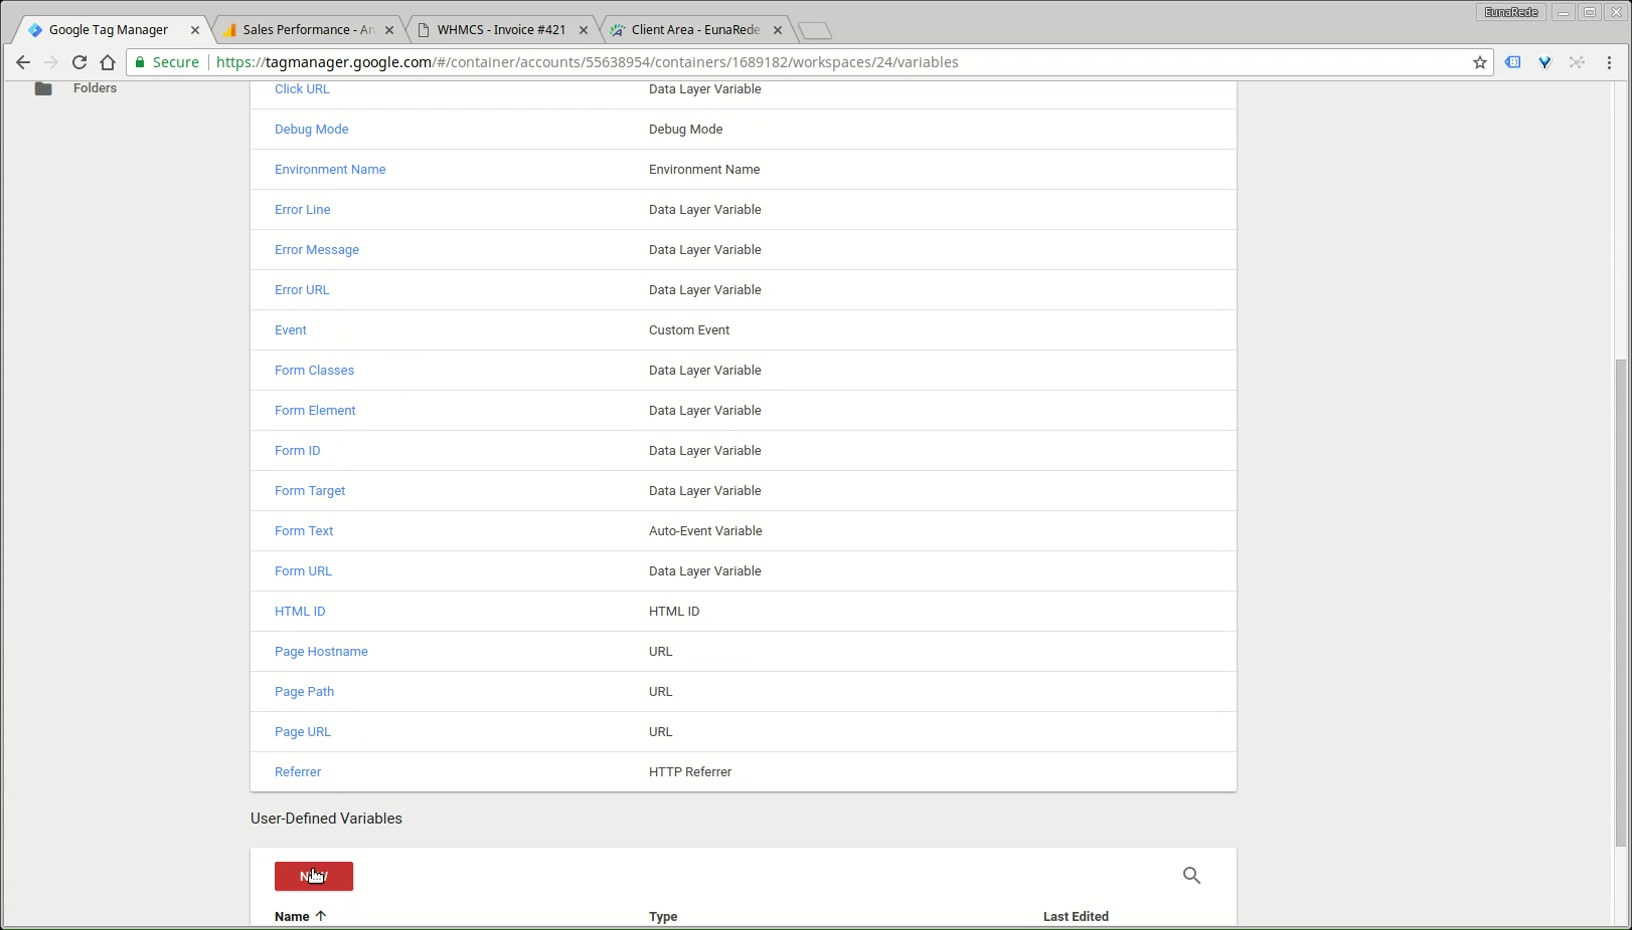 EunaRede
Google Tag Manager
Sales Performance - An
WHMCS - Invoice #421
Client Area - EunaRede
Secure https://tagmanager.google.com/#/container/accounts/55638954/containers/1689182/workspaces/24/variables
Folders
Click URL Data Layer Variable
Debug Mode Debug Mode
Environment Name Environment Name
Error Line Data Layer Variable
Error Message Data Layer Variable
Error URL Data Layer Variable
Event Custom Event
Form Classes Data Layer Variable
Form Element Data Layer Variable
Form ID Data Layer Variable
Form Target Data Layer Variable
Form Text Auto-Event Variable
Form URL Data Layer Variable
HTML ID HTML ID
Page Hostname URL
Page Path URL
Page URL URL
Referrer HTTP Referrer
User-Defined Variables
Name Type Last Edited